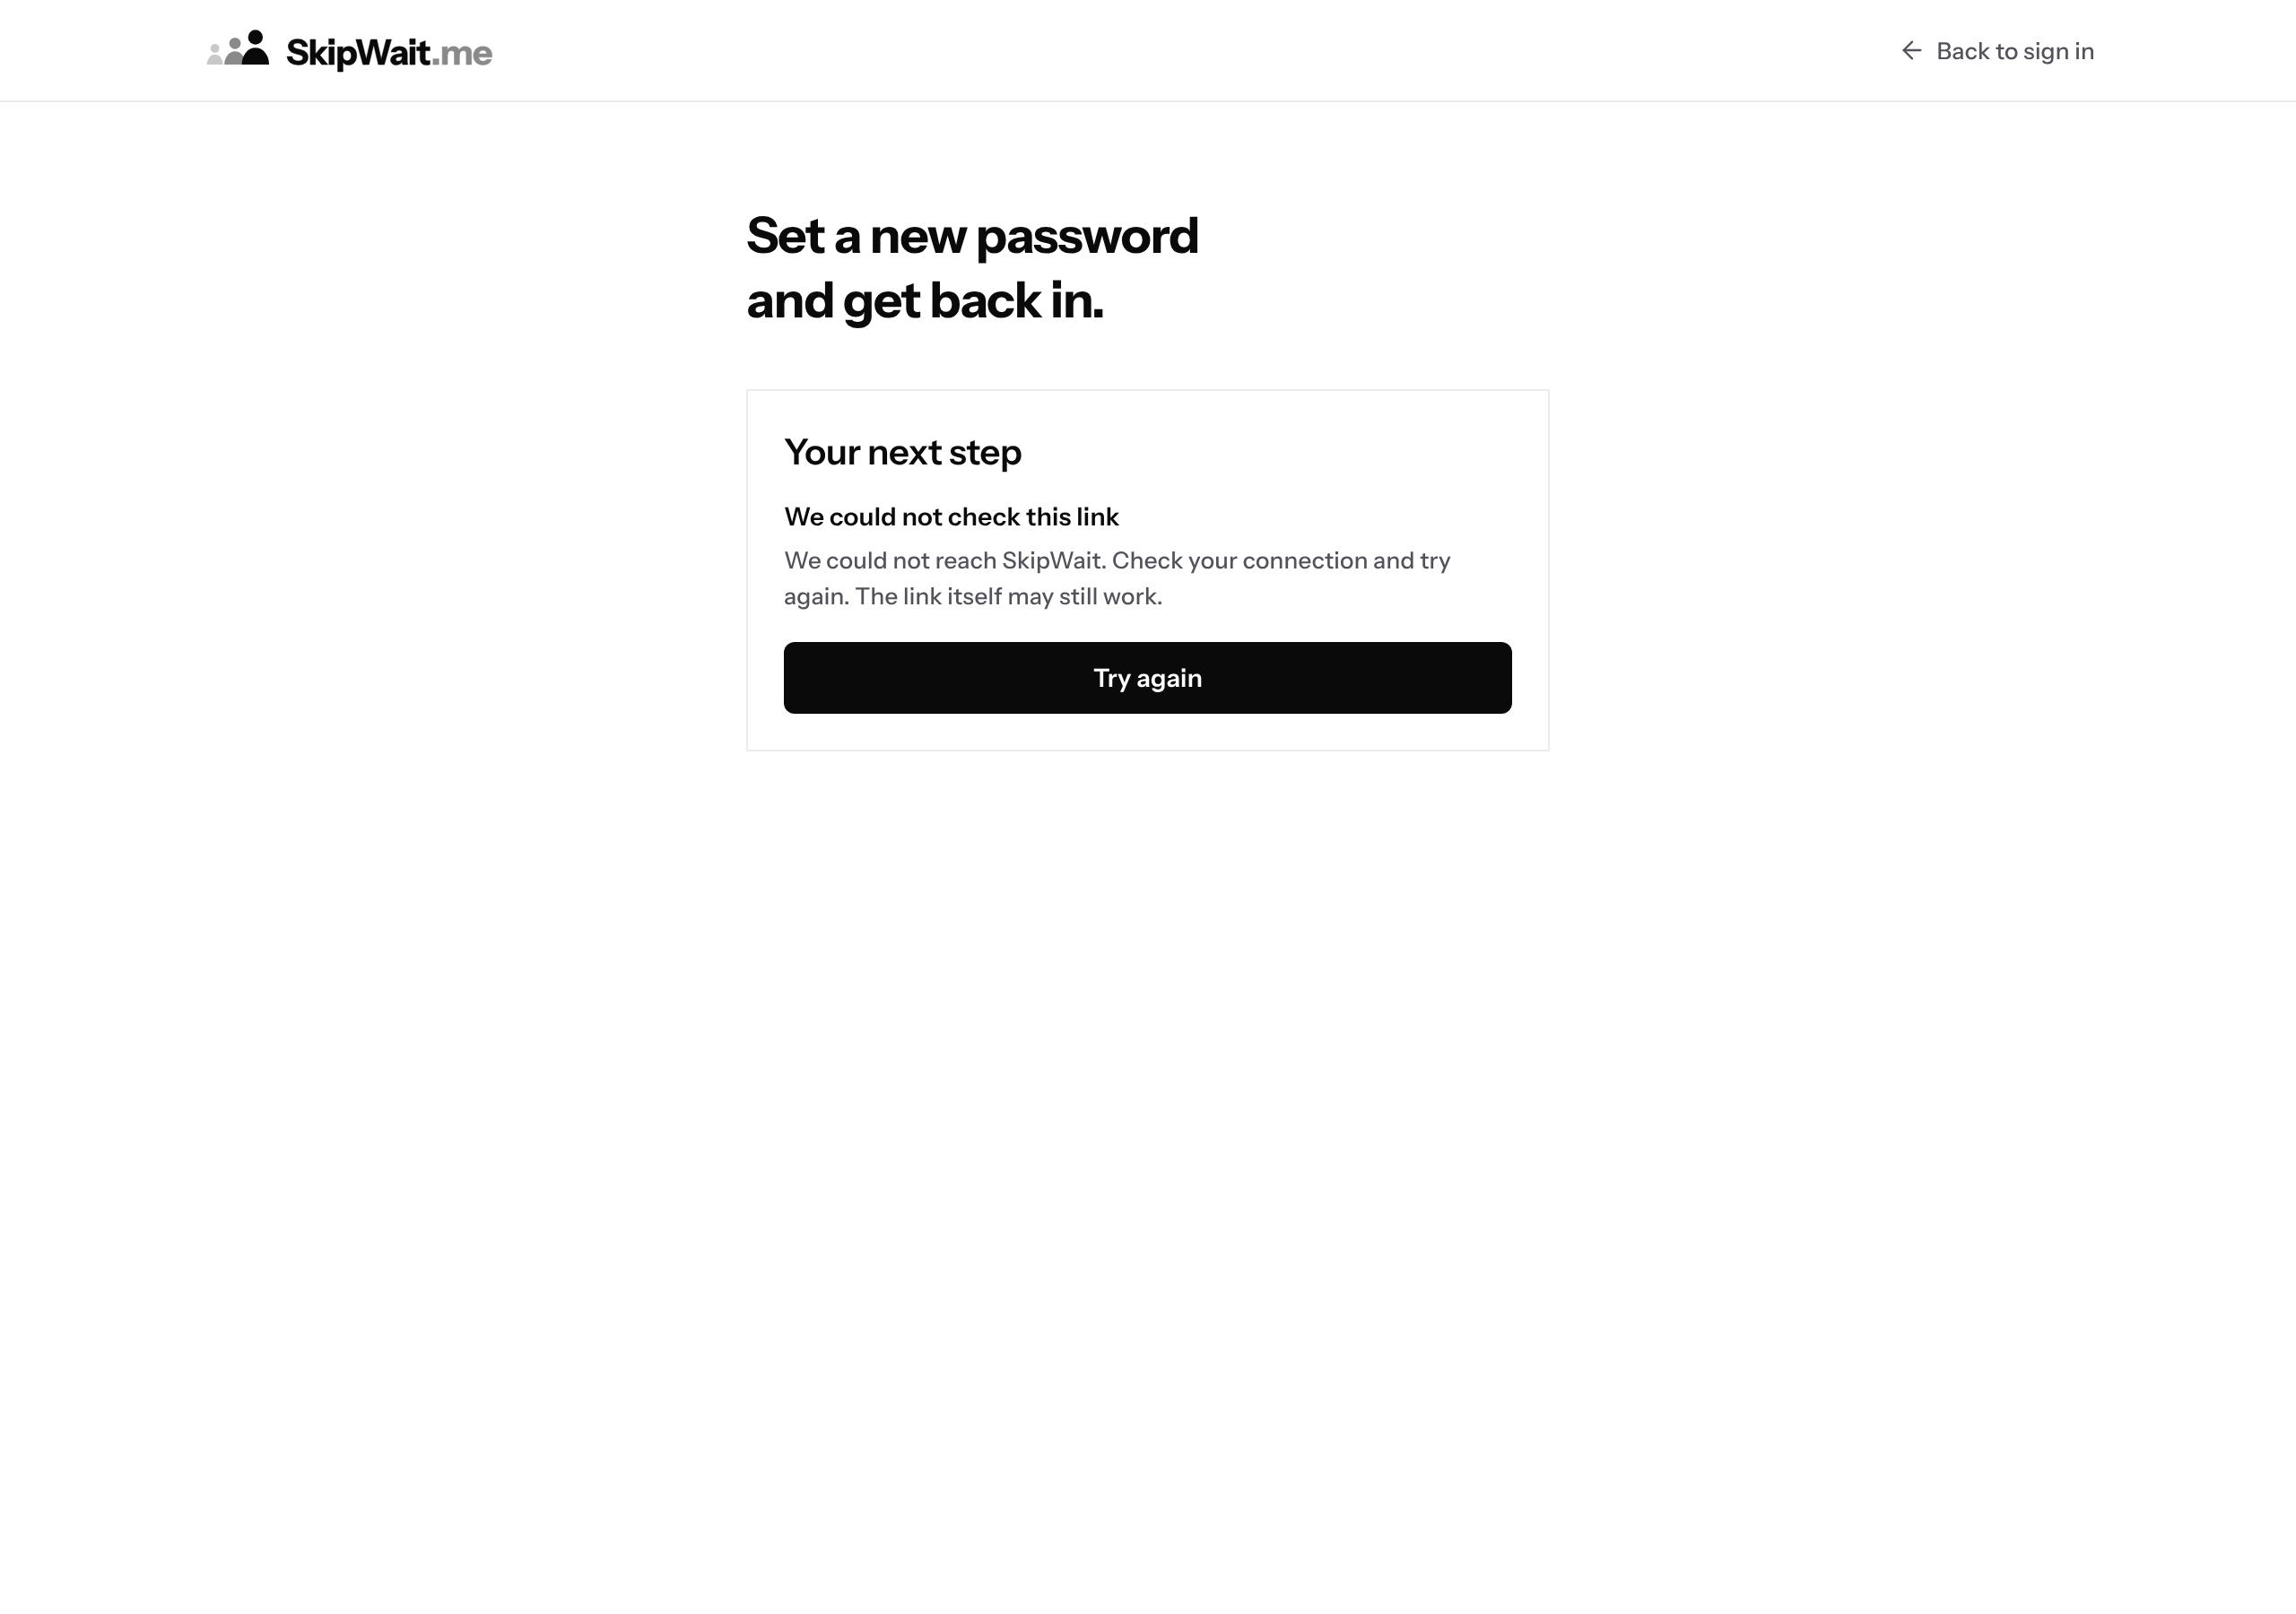 SkipWait.me
Back to sign in
Set a new password
and get back in.
Your next step
We could not check this link
We could not reach SkipWait. Check your connection and try
again. The link itself may still work.
Try again